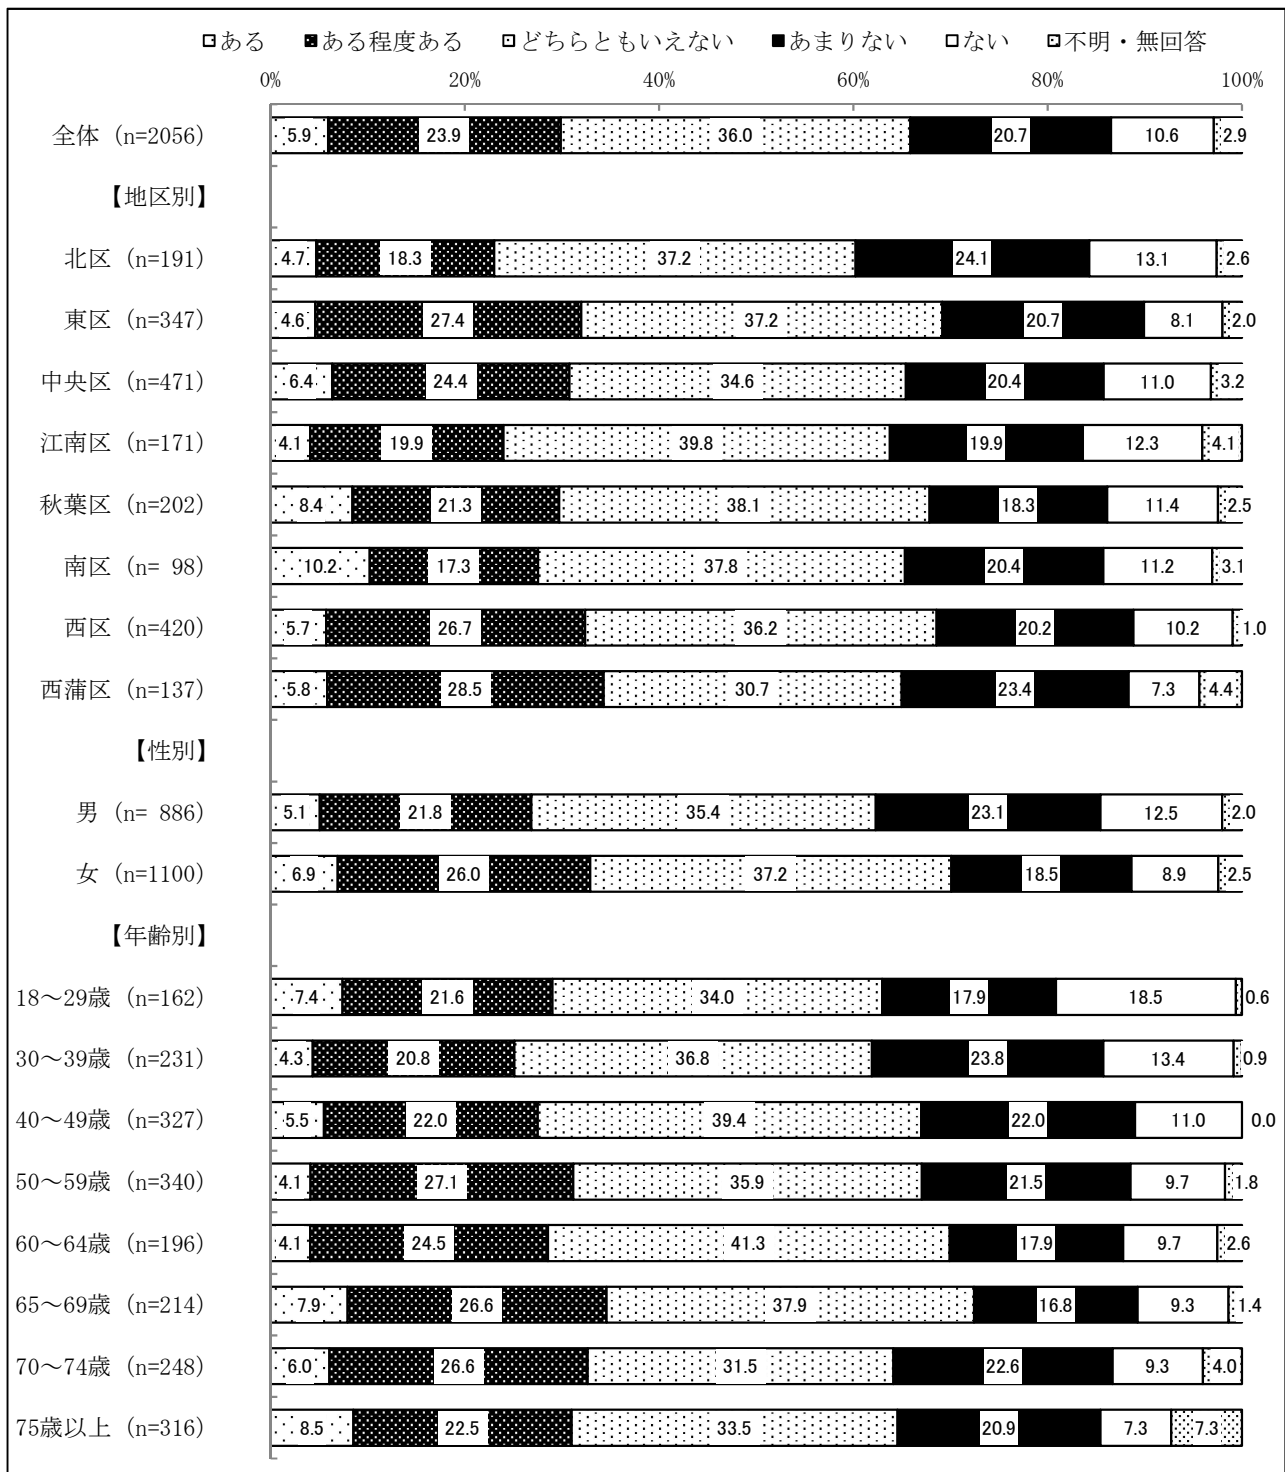 ある ある程度ある どちらともいえない あまりない ない 不明・無回答
0% 20% 40% 60% 80% 100%
全体 (n=2056) 5.9 23.9 36.0 20.7 10.6 2.9
【地区別】
北区 (n=191) 4.7 18.3 37.2 24.1 13.1 2.6
東区 (n=347) 4.6 27.4 37.2 20.7 8.1 2.0
中央区 (n=471) 6.4 24.4 34.6 20.4 11.0 3.2
江南区 (n=171) 4.1 19.9 39.8 19.9 12.3 4.1
秋葉区 (n=202) 8.4 21.3 38.1 18.3 11.4 2.5
南区 (n= 98) 10.2 17.3 37.8 20.4 11.2 3.1
西区 (n=420) 5.7 26.7 36.2 20.2 10.2 1.0
西蒲区 (n=137) 5.8 28.5 30.7 23.4 7.3 4.4
【性別】
男 (n= 886) 5.1 21.8 35.4 23.1 12.5 2.0
女 (n=1100) 6.9 26.0 37.2 18.5 8.9 2.5
【年齢別】
18～29歳 (n=162) 7.4 21.6 34.0 17.9 18.5 0.6
30～39歳 (n=231) 4.3 20.8 36.8 23.8 13.4 0.9
40～49歳 (n=327) 5.5 22.0 39.4 22.0 11.0 0.0
50～59歳 (n=340) 4.1 27.1 35.9 21.5 9.7 1.8
60～64歳 (n=196) 4.1 24.5 41.3 17.9 9.7 2.6
65～69歳 (n=214) 7.9 26.6 37.9 16.8 9.3 1.4
70～74歳 (n=248) 6.0 26.6 31.5 22.6 9.3 4.0
75歳以上 (n=316) 8.5 22.5 33.5 20.9 7.3 7.3